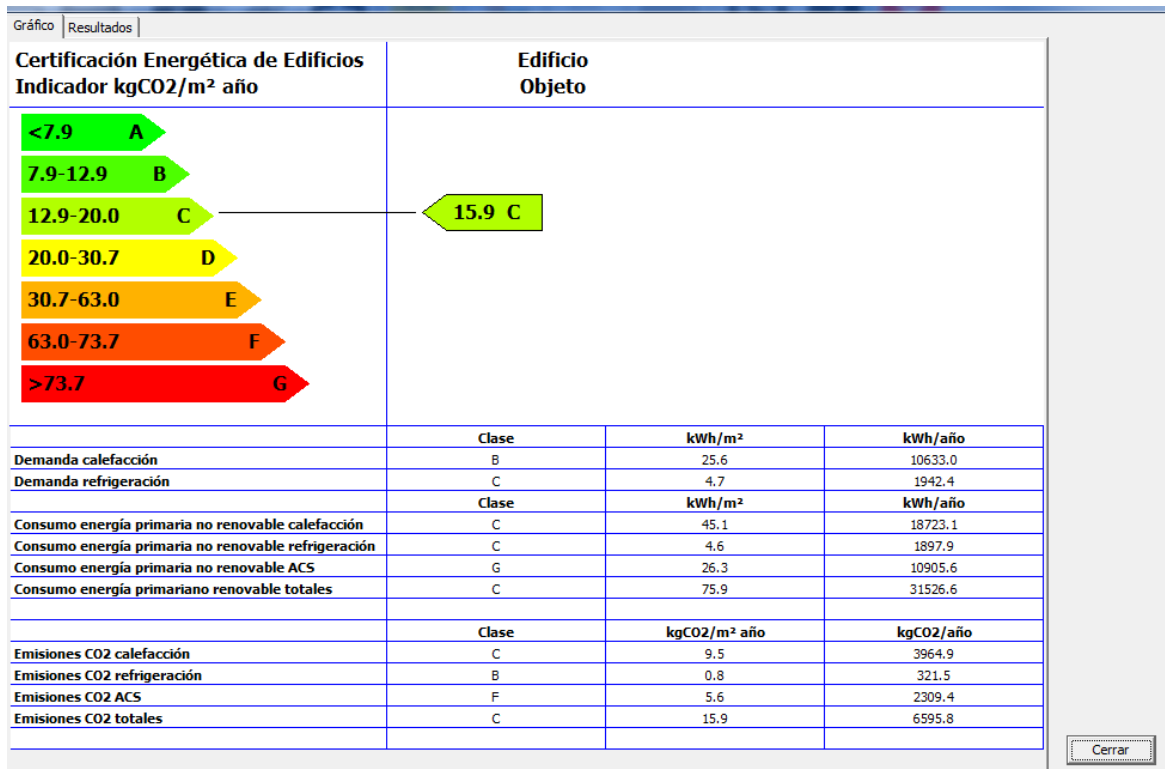 Gráfico Resultados
Certificación Energética de Edificios Edificio
Indicador kgCO2/m² año Objeto
<7.9 A
7.9-12.9 B
12.9-20.0 C 15.9 C
20.0-30.7 D
30.7-63.0 E
63.0-73.7 F
>73.7 G
Clase kWh/m² kWh/año
Demanda calefacción B 25.6 10633.0
Demanda refrigeración C 4.7 1942.4
Clase kWh/m² kWh/año
Consumo energía primaria no renovable calefacción C 45.1 18723.1
Consumo energía primaria no renovable refrigeración C 4.6 1897.9
Consumo energía primaria no renovable ACS G 26.3 10905.6
Consumo energía primariano renovable totales C 75.9 31526.6
Clase kgCO2/m² año kgCO2/año
Emisiones CO2 calefacción C 9.5 3964.9
Emisiones CO2 refrigeración B 0.8 321.5
Emisiones CO2 ACS F 5.6 2309.4
Emisiones CO2 totales C 15.9 6595.8
Cerrar